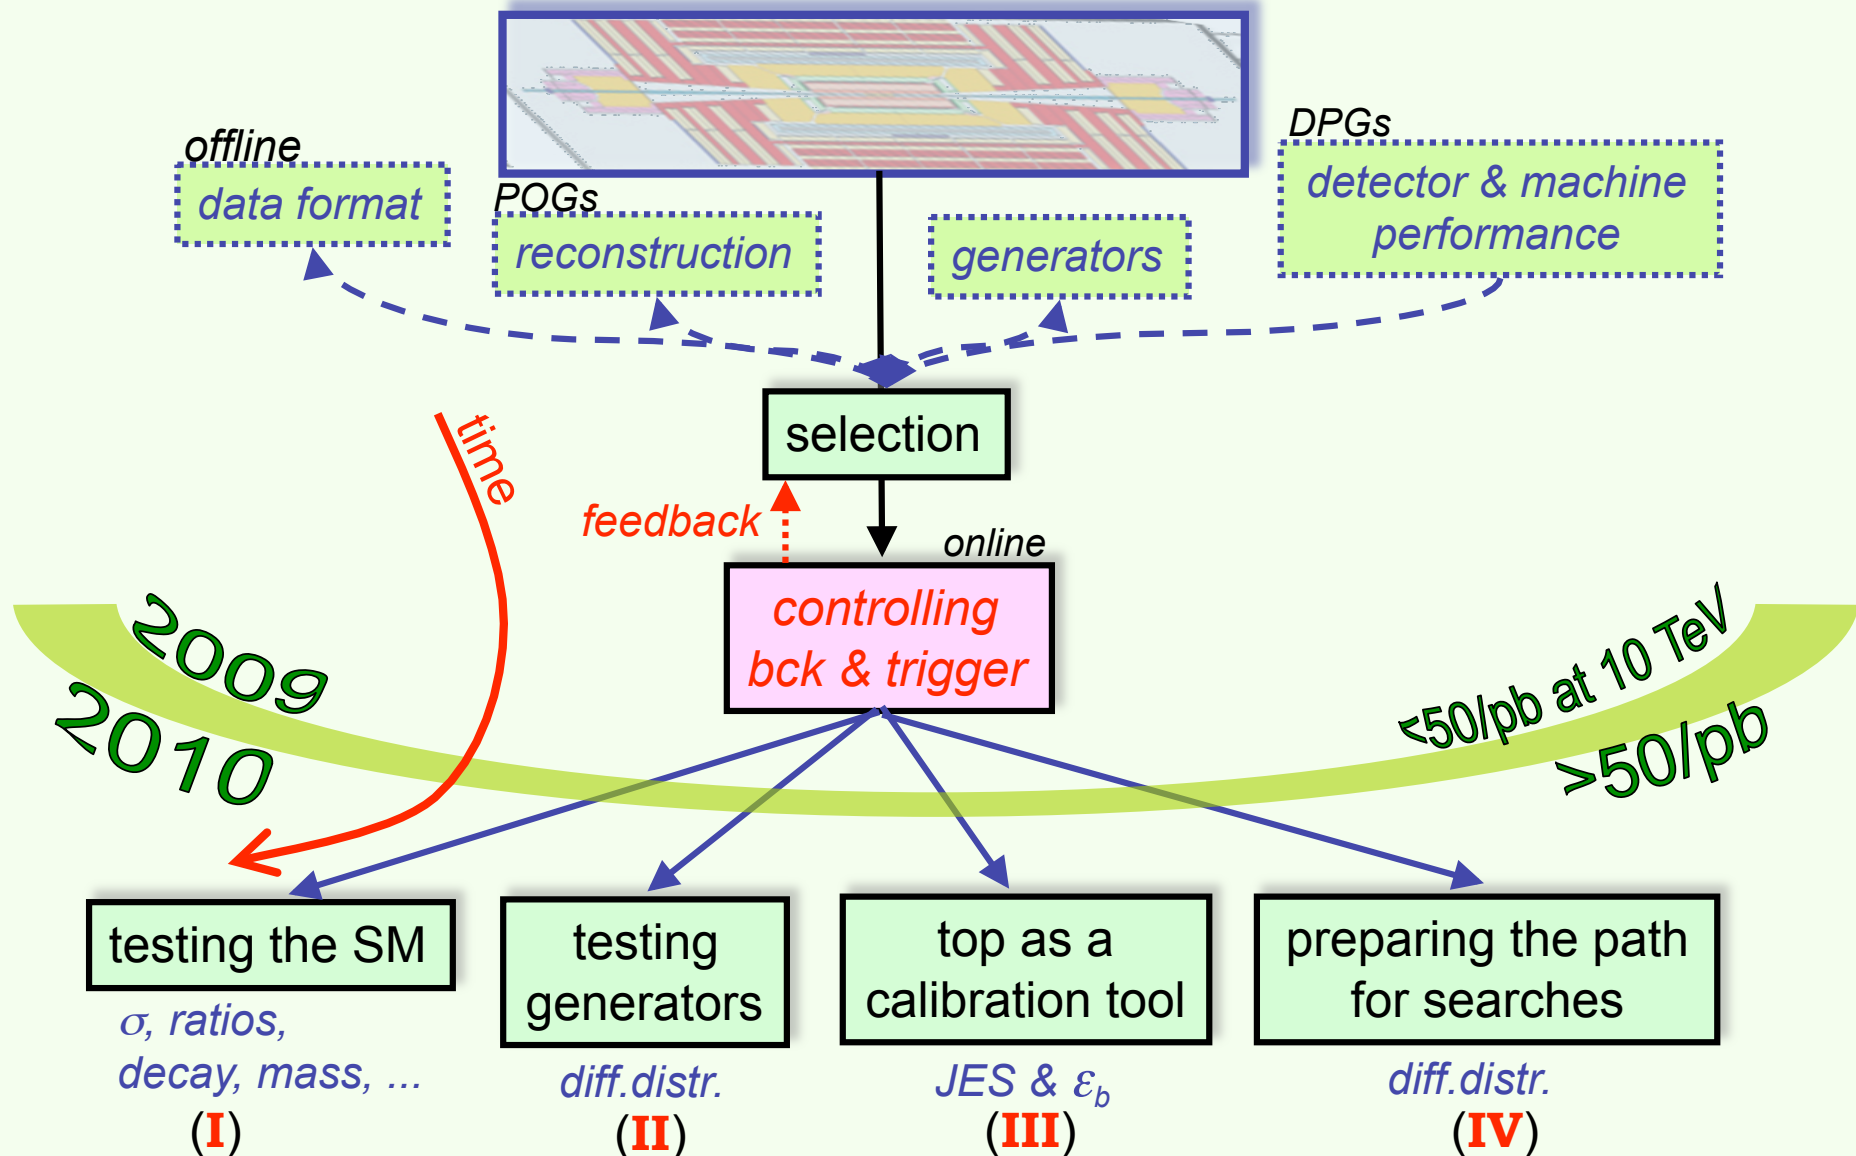 offline
data format
POGs
reconstruction
generators
DPGs
detector & machine
performance
time
selection
feedback
online
controlling
bck & trigger
2009
2010
<50/pb at 10 TeV
>50/pb
testing the SM
σ, ratios,
decay, mass, ...
(I)
testing
generators
diff.distr.
(II)
top as a
calibration tool
JES & εb
(III)
preparing the path
for searches
diff.distr.
(IV)